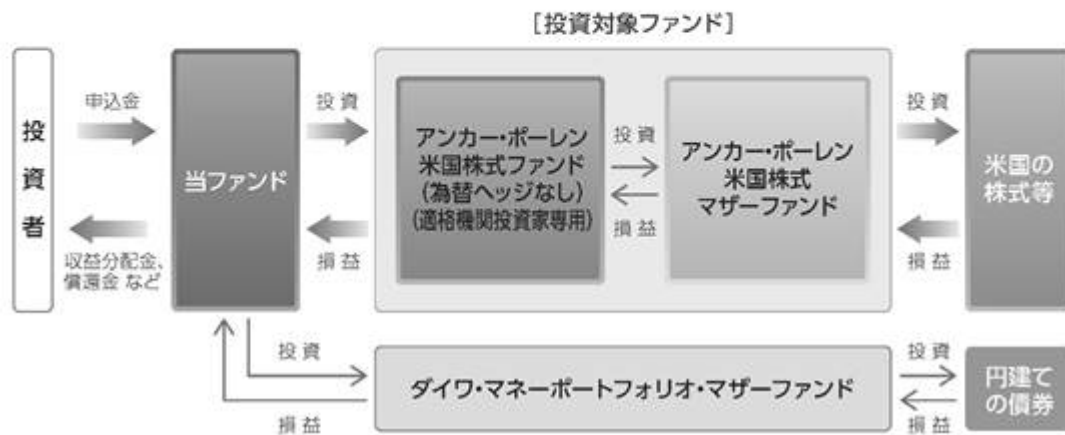 [投資対象ファンド]
投資者
申込金
収益分配金、
償還金 など
当ファンド
投資
損益
アンカー・ポーレン
米国株式ファンド
(為替ヘッジなし)
(適格機関投資家専用)
投資
損益
アンカー・ポーレン
米国株式
マザーファンド
投資
損益
米国の
株式等
投資
損益
ダイワ・マネーポートフォリオ・マザーファンド
投資
損益
円建て
の債券